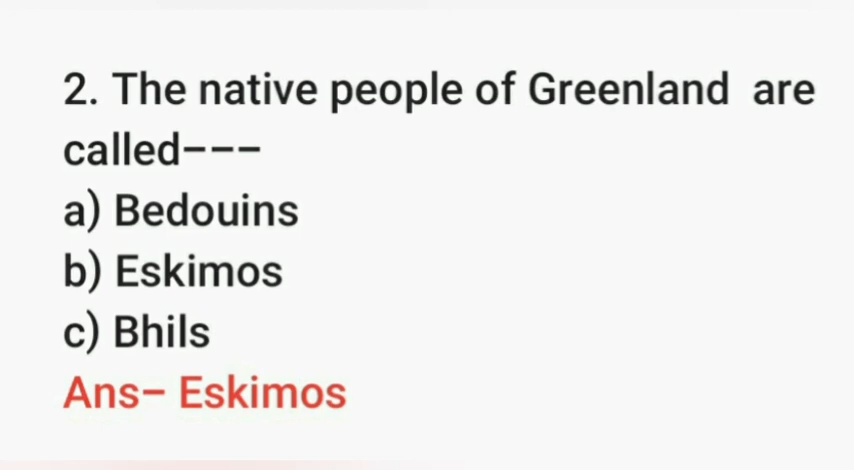 2. The native people of Greenland are
called---
a) Bedouins
b) Eskimos
c) Bhils
Ans- Eskimos